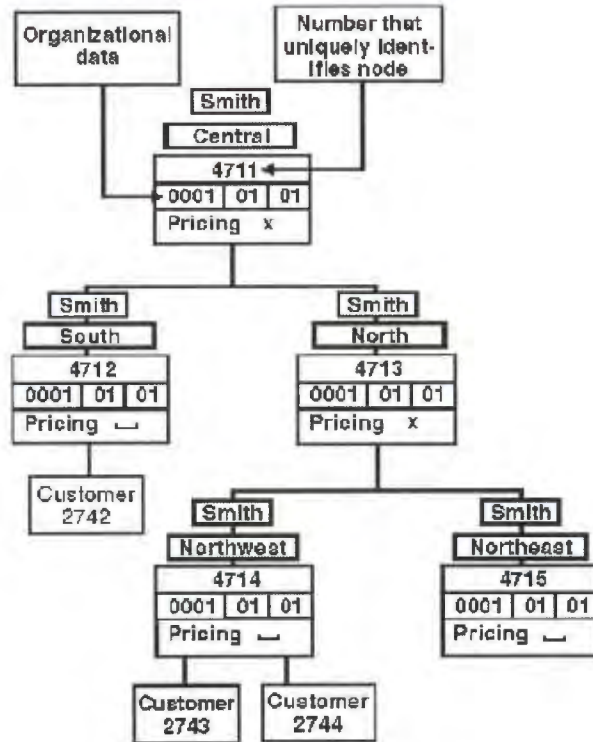 Organizational
data
Number that
uniquely ident-
ifies node
Smith
Central
4711
0001 01 01
Pricing x
Smith
South
4712
0001 01 01
Pricing
Smith
North
4713
0001 01 01
Pricing x
Customer
2742
Smith
Northwest
4714
0001 01 01
Pricing
Smith
Northeast
4715
0001 01 01
Pricing
Customer
2743
Customer
2744